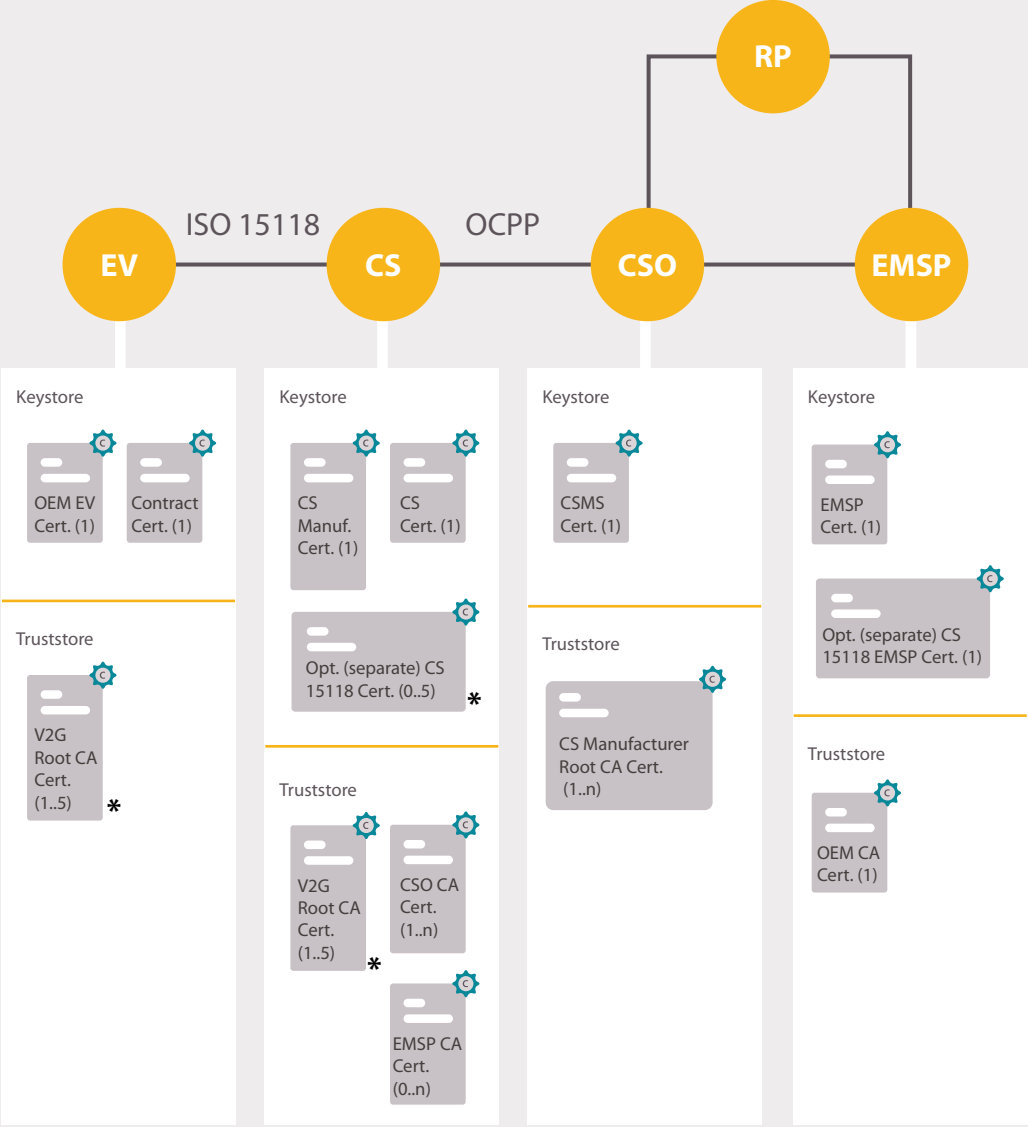 RP
ISO 15118
OCPP
EV
CS
CSO
EMSP
Keystore
C
C
OEM EV
Cert. (1)
Contract
Cert. (1)
Truststore
C
V2G
Root CA
Cert.
(1..5)
*
Keystore
C
C
CS
Manuf.
Cert. (1)
CS
Cert. (1)
C
Opt. (separate) CS
15118 Cert. (0..5)
*
Truststore
C
C
V2G
Root CA
Cert.
(1..5)
*
CSO CA
Cert.
(1..n)
C
EMSP CA
Cert.
(0..n)
Keystore
C
CSMS
Cert. (1)
Truststore
C
CS Manufacturer
Root CA Cert.
(1..n)
Keystore
C
EMSP
Cert. (1)
C
Opt. (separate) CS
15118 EMSP Cert. (1)
Truststore
C
OEM CA
Cert. (1)